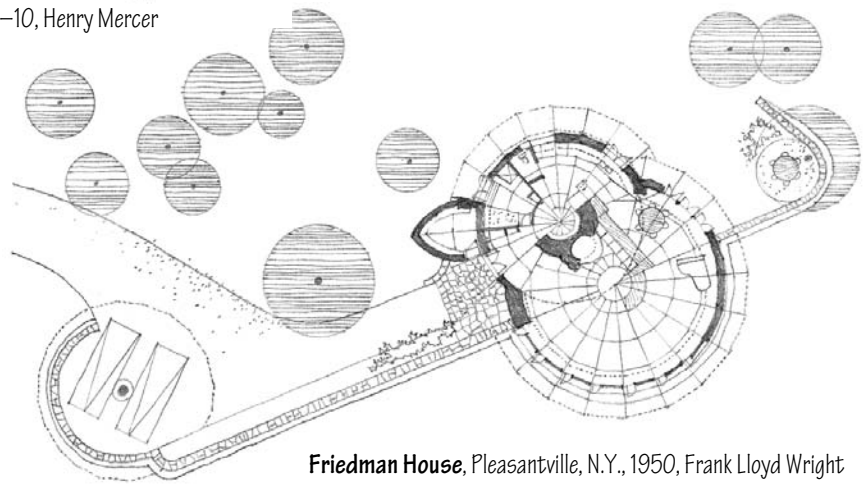 –10, Henry Mercer
Friedman House, Pleasantville, N.Y., 1950, Frank Lloyd Wright